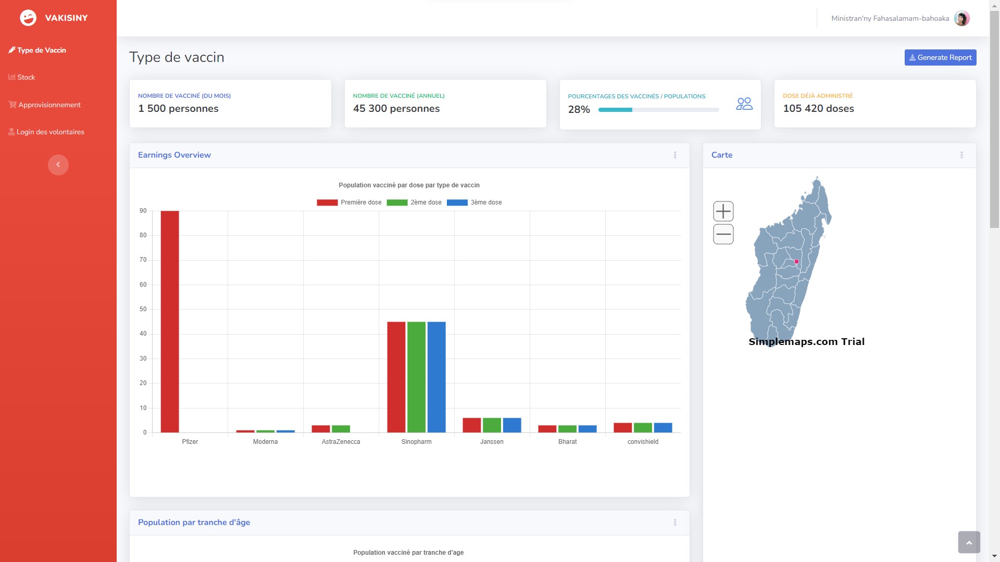 VAKISINY
Type de Vaccin
Stock
Approvisionnement
Login des volontaires
Ministran'ny Fahasalamam-bahoaka
Type de vaccin
Generate Report
NOMBRE DE VACCINÉ (DU MOIS)
1 500 personnes
NOMBRE DE VACCINÉ (ANNUEL)
45 300 personnes
POURCENTAGES DES VACCINÉS / POPULATIONS
28%
DOSE DÉJÀ ADMINISTRÉ
105 420 doses
Earnings Overview
Population vacciné par dose par type de vaccin
Première dose 2ème dose 3ème dose
90
80
70
60
50
40
30
20
10
0
Pfizer Moderna AstraZenecca Sinopharm Janssen Bharat convishield
Carte
Simplemaps.com Trial
Population par tranche d'âge
Population vacciné par tranche d'age